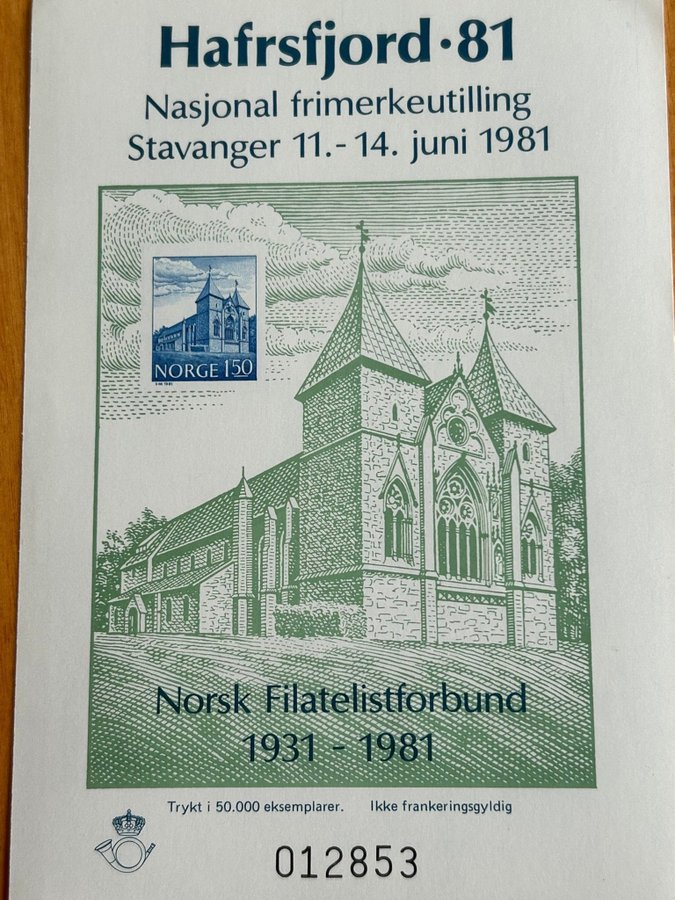 Hafrsfjord·81
Nasjonal frimerkeutilling
Stavanger 11.-14. juni 1981
NORGE 1.50
Norsk Filatelistforbund
1931 - 1981
Trykt i 50.000 eksemplarer. Ikke frankeringsgyldig
012853